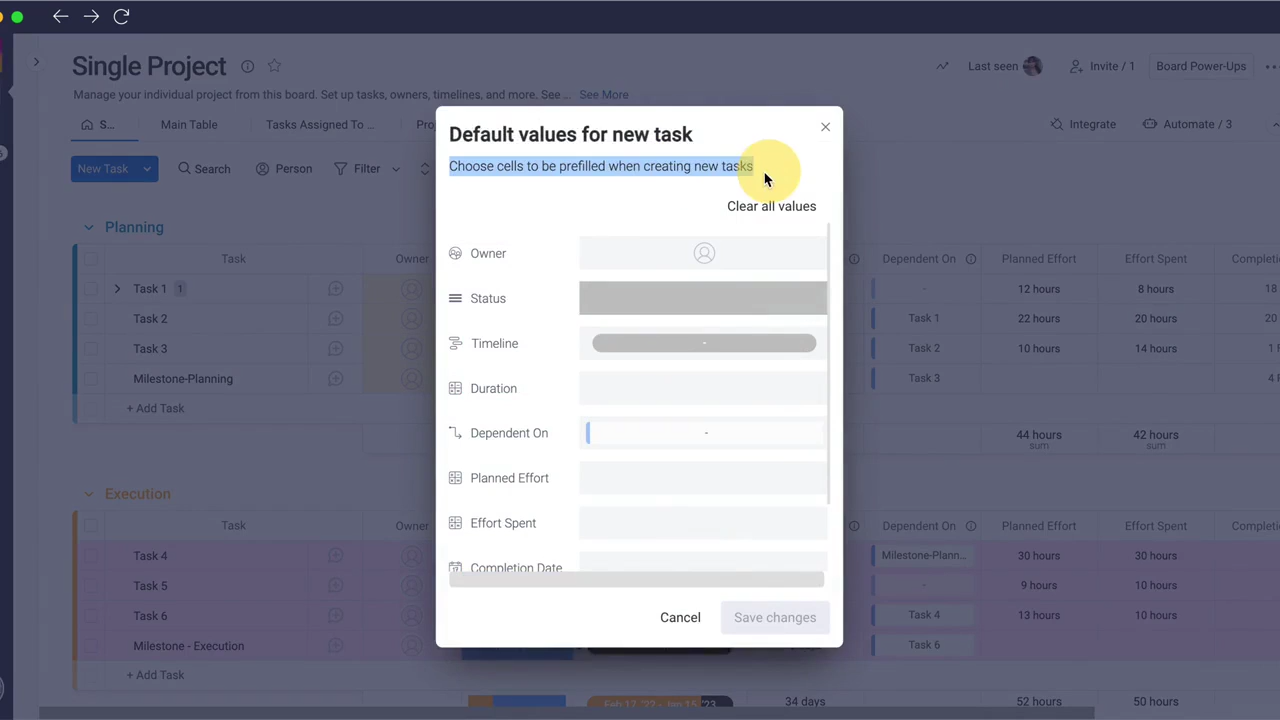 Single Project
Last seen
Invite / 1
Board Power-Ups
Manage your individual project from this board. Set up tasks, owners, timelines, and more. See ... See More
S...
Main Table
Tasks Assigned To ...
Integrate
Automate / 3
New Task
Search
Person
Filter
Default values for new task
Choose cells to be prefilled when creating new tasks
Clear all values
Owner
Status
Timeline
-
Duration
Dependent On
-
Planned Effort
Effort Spent
Completion Date
Cancel
Save changes
Planning
Task Owner Dependent On Planned Effort Effort Spent
Task 1 1 - 12 hours 8 hours 18
Task 2 Task 1 22 hours 20 hours 20
Task 3 Task 2 10 hours 14 hours
Milestone-Planning Task 3
+ Add Task
44 hours 42 hours
sum sum
Execution
Task Owner Dependent On Planned Effort Effort Spent
Task 4 Milestone-Plann... 30 hours 30 hours
Task 5 - 9 hours 10 hours
Task 6 Task 4 13 hours 10 hours
Milestone - Execution Task 6
+ Add Task
Feb 17, '22 - Jan 15, '23 34 days 52 hours 50 hours